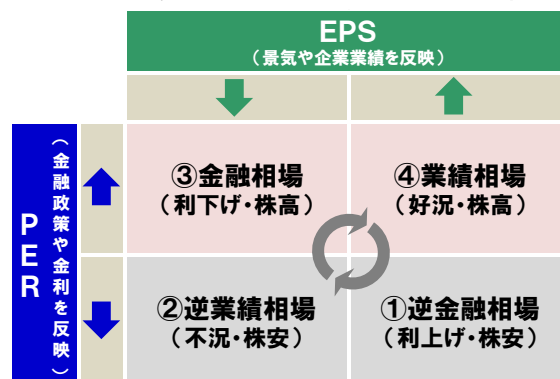 EPS
（景気や企業業績を反映）
PER
（金融政策や金利を反映）
③金融相場
（利下げ・株高）
④業績相場
（好況・株高）
②逆業績相場
（不況・株安）
①逆金融相場
（利上げ・株安）